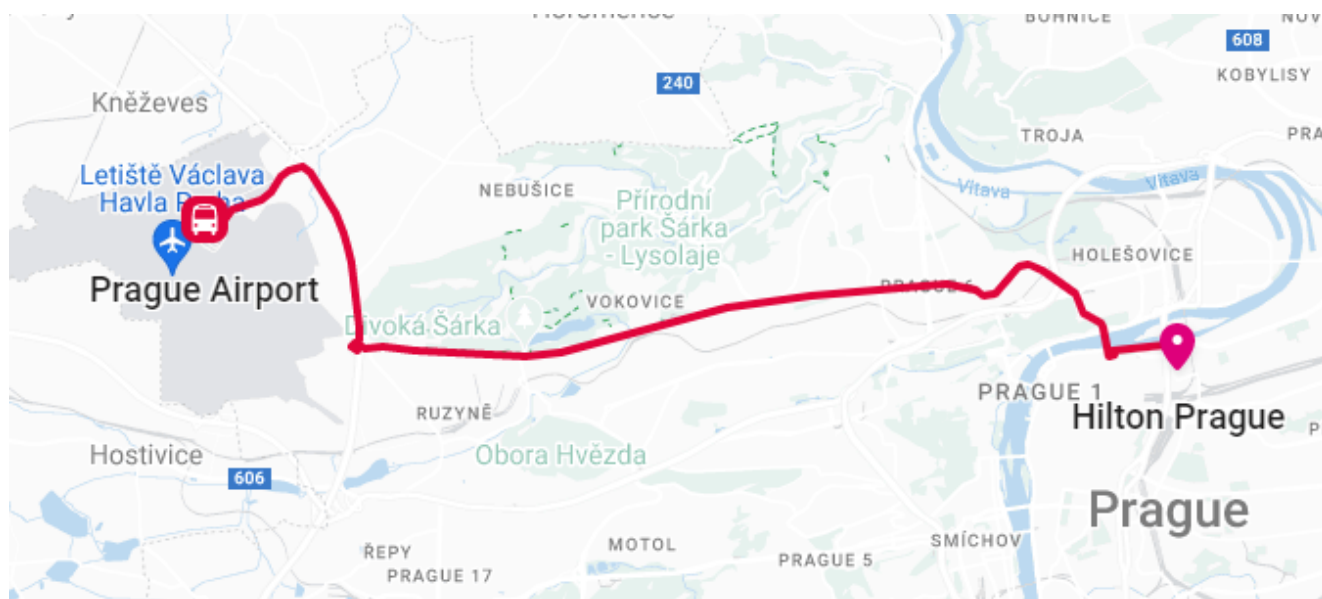 BOHNICE
608
KOBYLISY
240
Kněževes
TROJA
PRA
Letiště Václava
Havla Praha
NEBUŠICE
Přírodní
park Šárka
- Lysolaje
Vltava
Vltava
HOLEŠOVICE
Prague Airport
VOKOVICE
PRAGUE 6
Divoká Šárka
PRAGUE 1
RUZYNĚ
Hilton Prague
P
Hostivice
Obora Hvězda
606
Prague
ŘEPY
MOTOL
SMÍCHOV
PRAGUE 17
PRAGUE 5